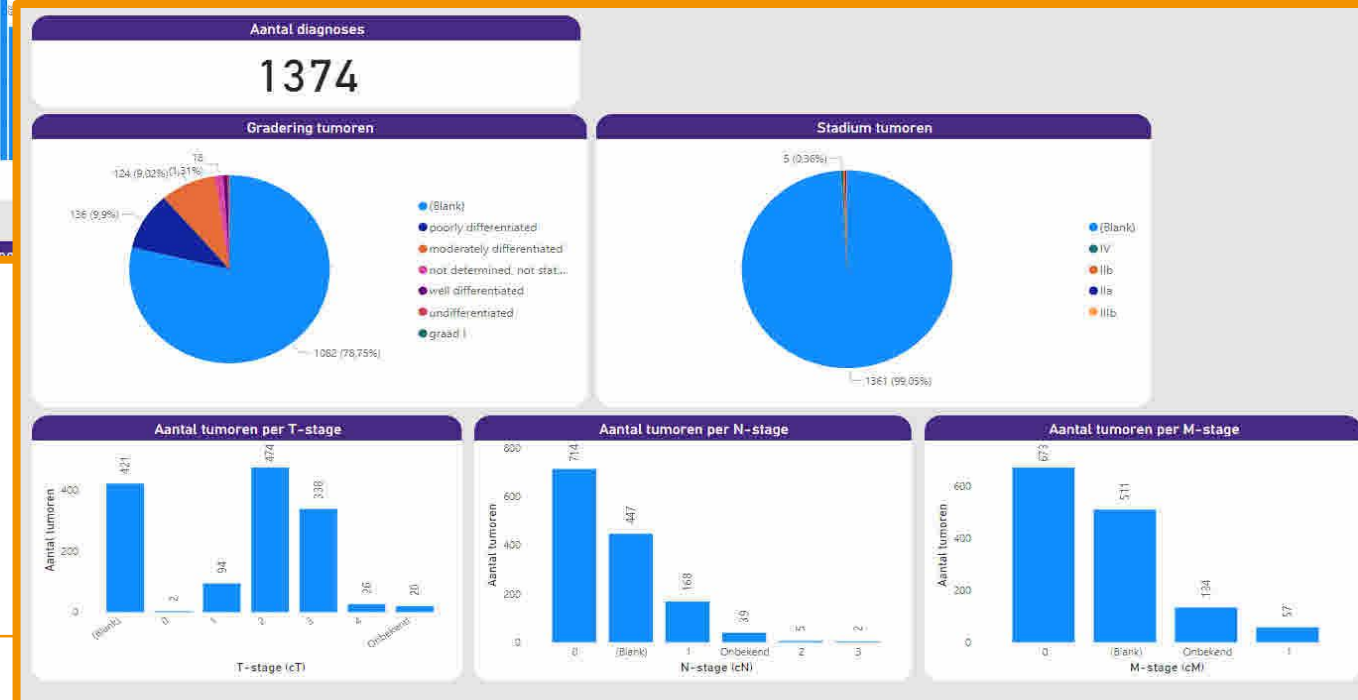 Aantal diagnoses
1374
Gradering tumoren
18
124 (9,02%)
(1,31%)
136 (9,9%)
1082 (78,75%)
(Blank)
poorly differentiated
moderately differentiated
not determined, not stat...
well differentiated
undifferentiated
graad I
Stadium tumoren
5 (0,36%)
1361 (99,05%)
(Blank)
IV
IIb
IIa
IIIb
Aantal tumoren per T-stage
Aantal tumoren
400
200
0
421
2
94
474
338
26
20
(Blank)
0
1
2
3
4
Onbekend
T-stage (cT)
Aantal tumoren per N-stage
Aantal tumoren
800
600
400
200
0
714
447
168
39
5
2
0
(Blank)
1
Onbekend
2
3
N-stage (cN)
Aantal tumoren per M-stage
Aantal tumoren
600
400
200
0
673
511
134
57
0
(Blank)
Onbekend
1
M-stage (cM)